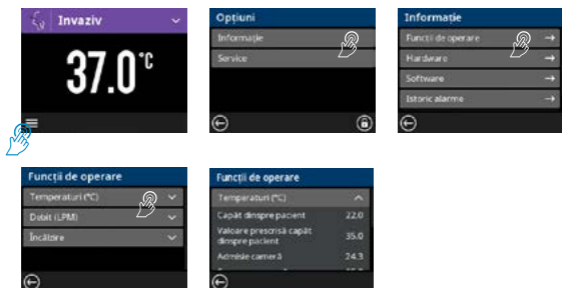 Invaziv
37.0°C
Opțiuni
Informație
Service
Informație
Funcții de operare
Hardware
Software
Istoric alarme
Funcții de operare
Temperaturi (°C)
Debit (LPM)
Încălzire
Funcții de operare
Temperaturi (°C)
Capăt dinspre pacient 22.0
Valoare prescrisă capăt
dinspre pacient 35.0
Admisie cameră 24.3